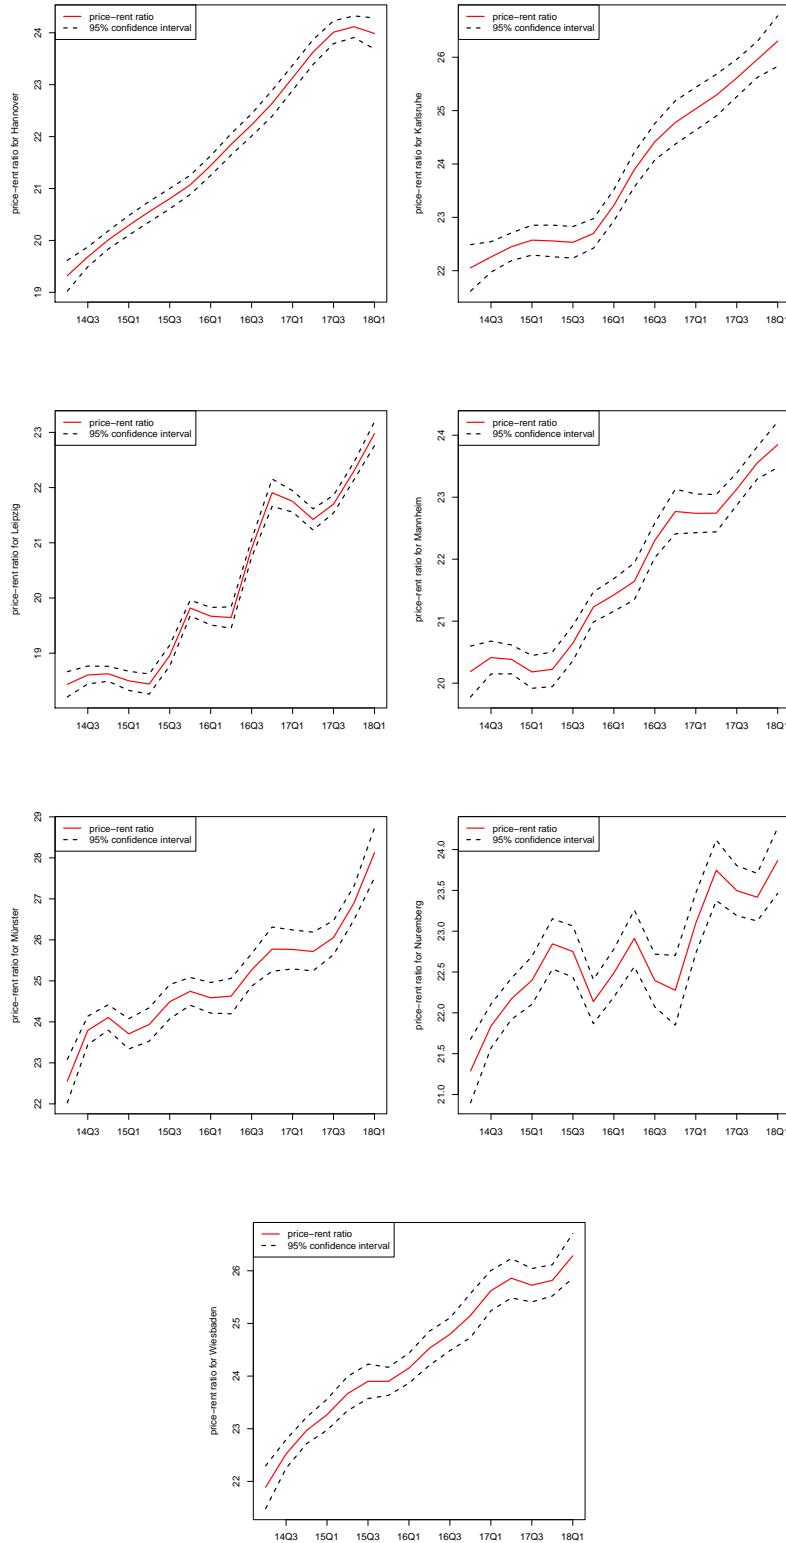 price−rent ratio
95% confidence interval
price−rent ratio for Hannover
24
23
22
21
20
19
14Q3 15Q1 15Q3 16Q1 16Q3 17Q1 17Q3 18Q1
price−rent ratio
95% confidence interval
price−rent ratio for Karlsruhe
26
25
24
23
22
14Q3 15Q1 15Q3 16Q1 16Q3 17Q1 17Q3 18Q1
price−rent ratio
95% confidence interval
price−rent ratio for Leipzig
23
22
21
20
19
14Q3 15Q1 15Q3 16Q1 16Q3 17Q1 17Q3 18Q1
price−rent ratio
95% confidence interval
price−rent ratio for Mannheim
24
23
22
21
20
14Q3 15Q1 15Q3 16Q1 16Q3 17Q1 17Q3 18Q1
price−rent ratio
95% confidence interval
price−rent ratio for Münster
29
28
27
26
25
24
23
22
14Q3 15Q1 15Q3 16Q1 16Q3 17Q1 17Q3 18Q1
price−rent ratio
95% confidence interval
price−rent ratio for Nuremberg
24.0
23.5
23.0
22.5
22.0
21.5
21.0
14Q3 15Q1 15Q3 16Q1 16Q3 17Q1 17Q3 18Q1
price−rent ratio
95% confidence interval
price−rent ratio for Wiesbaden
26
25
24
23
22
14Q3 15Q1 15Q3 16Q1 16Q3 17Q1 17Q3 18Q1